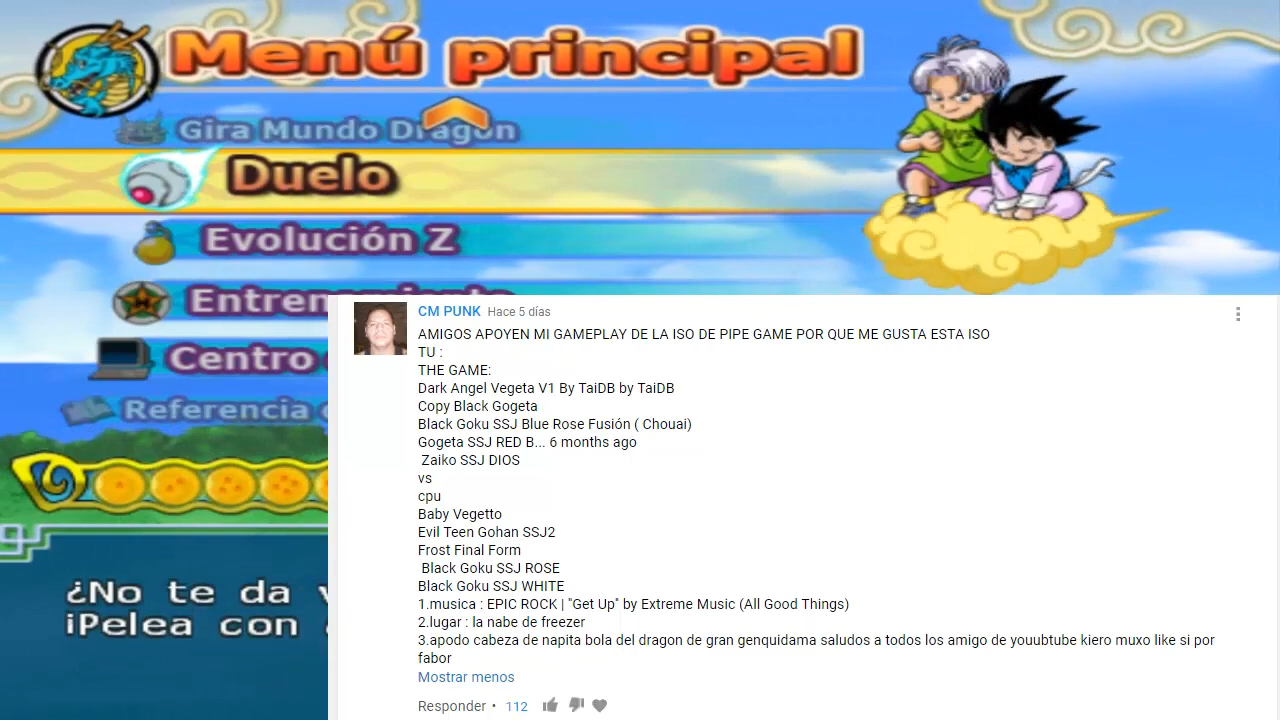 Menú principal
Gira Mundo Dragon
Duelo
Evolución Z
Centro
Referencia
¿No te da
¡Pelea con
CM PUNK Hace 5 días
AMIGOS APOYEN MI GAMEPLAY DE LA ISO DE PIPE GAME POR QUE ME GUSTA ESTA ISO
TU :
THE GAME:
Dark Angel Vegeta V1 By TaiDB by TaiDB
Copy Black Gogeta
Black Goku SSJ Blue Rose Fusión ( Chouai)
Gogeta SSJ RED B... 6 months ago
Zaiko SSJ DIOS
vs
cpu
Baby Vegetto
Evil Teen Gohan SSJ2
Frost Final Form
Black Goku SSJ ROSE
Black Goku SSJ WHITE
1.musica : EPIC ROCK | "Get Up" by Extreme Music (All Good Things)
2.lugar : la nabe de freezer
3.apodo cabeza de napita bola del dragon de gran genquidama saludos a todos los amigo de youubtube kiero muxo like si por
fabor
Mostrar menos
Responder • 112